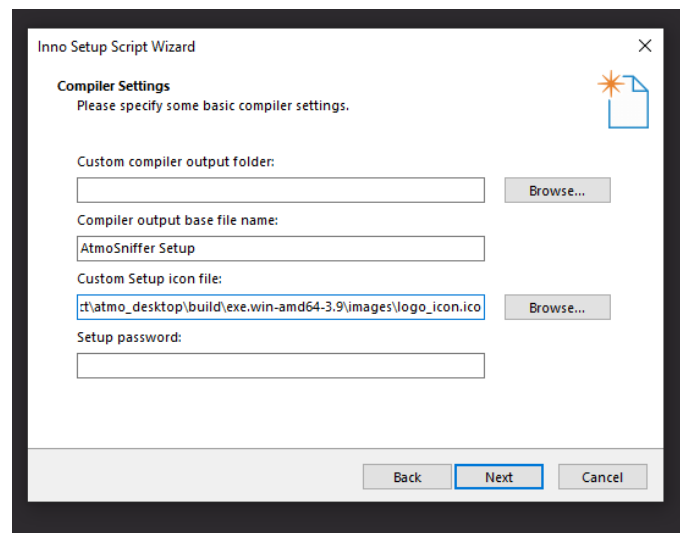 Inno Setup Script Wizard
Compiler Settings
Please specify some basic compiler settings.
Custom compiler output folder:
Browse...
Compiler output base file name:
AtmoSniffer Setup
Custom Setup icon file:
ct\atmo_desktop\build\exe.win-amd64-3.9\images\logo_icon.ico
Browse...
Setup password:
Back Next Cancel